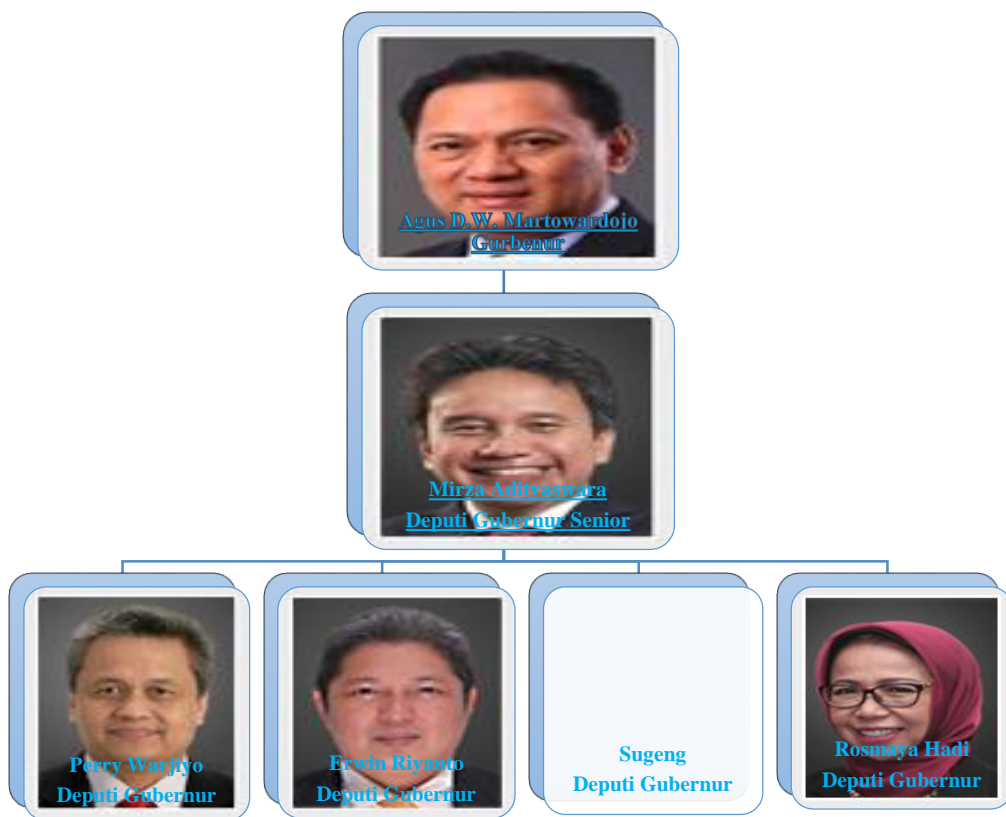 Agus D.W. Martowardojo
Gurbenur
Mirza Adityaswara
Deputi Gubernur Senior
Perry Warjiyo
Deputi Gubernur
Erwin Riyanto
Deputi Gubernur
Sugeng
Deputi Gubernur
Rosmaya Hadi
Deputi Gubernur